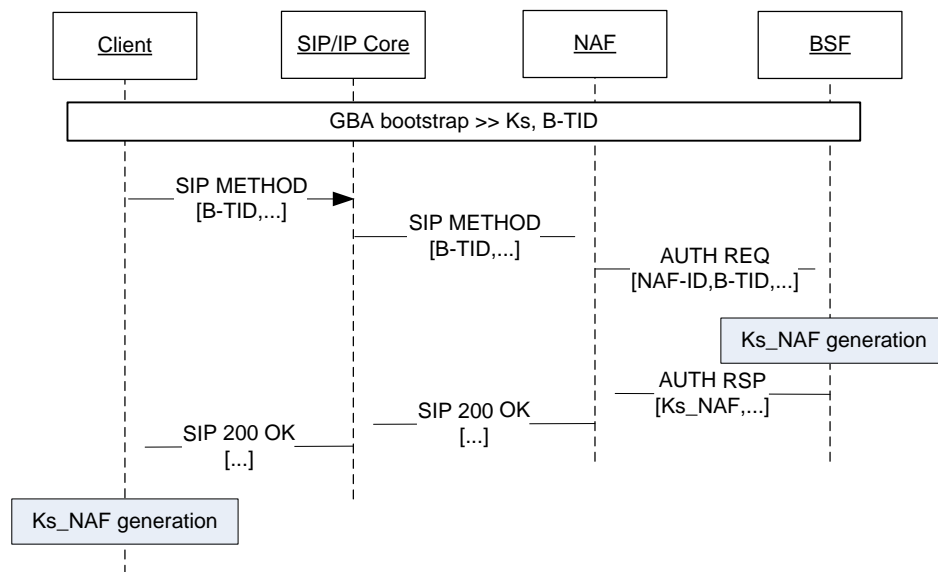 Client
SIP/IP Core
NAF
BSF
GBA bootstrap >> Ks, B-TID
SIP METHOD
[B-TID,...]
SIP METHOD
[B-TID,...]
AUTH REQ
[NAF-ID,B-TID,...]
Ks_NAF generation
AUTH RSP
[Ks_NAF,...]
SIP 200 OK
[...]
SIP 200 OK
[...]
Ks_NAF generation